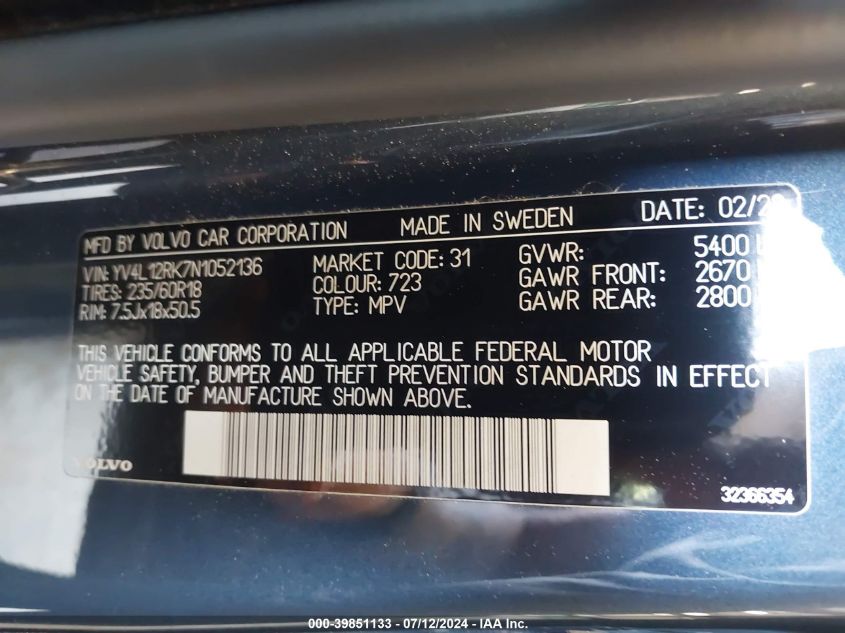 MFD BY VOLVO CAR CORPORATION MADE IN SWEDEN DATE: 02/2
VIN: YV4L12RK7N1052136 MARKET CODE: 31 GVWR: 5400
TIRES: 235/60R18 COLOUR: 723 GAWR FRONT: 2670
RIM: 7.5Jx18x50.5 TYPE: MPV GAWR REAR: 2800
THIS VEHICLE CONFORMS TO ALL APPLICABLE FEDERAL MOTOR
VEHICLE SAFETY, BUMPER AND THEFT PREVENTION STANDARDS IN EFFECT
ON THE DATE OF MANUFACTURE SHOWN ABOVE.
VOLVO
32366354
000-39851133 - 07/12/2024 - IAA Inc.